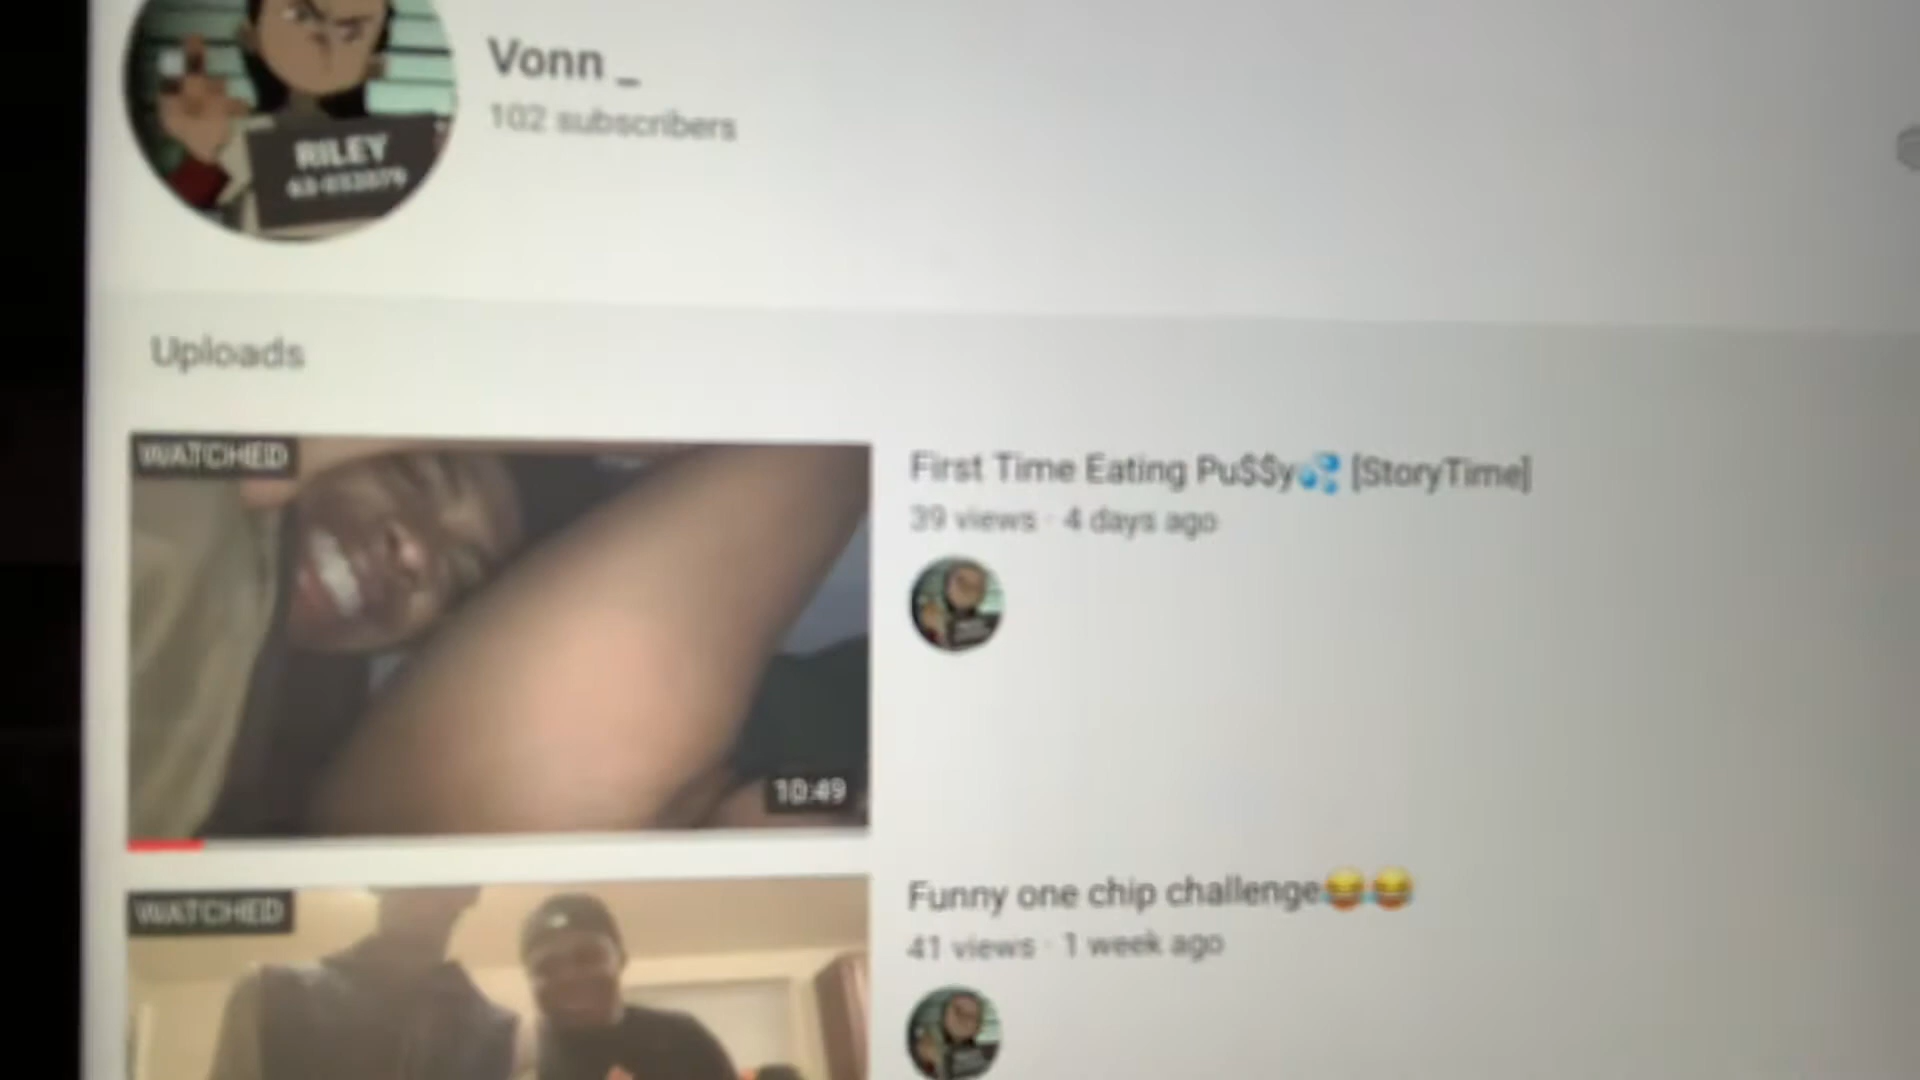 Vonn _
102 subscribers
RILEY
Uploads
WATCHED
10:49
First Time Eating Pu$$y💦 [StoryTime]
39 views · 4 days ago
WATCHED
Funny one chip challenge😂😂
41 views · 1 week ago